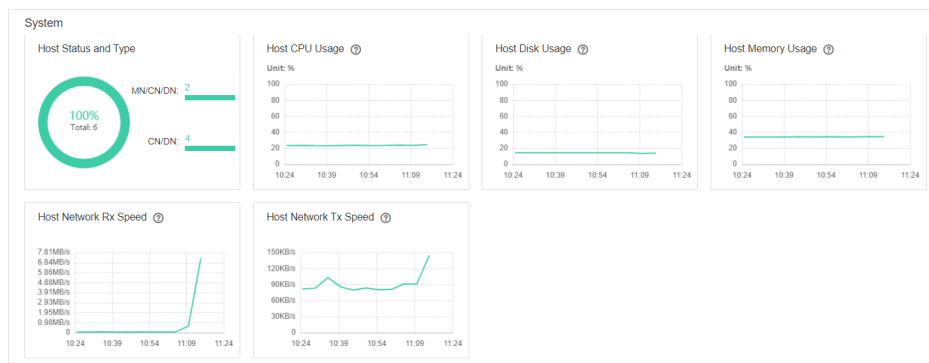 System
Host Status and Type
100%
Total: 6
MN/CN/DN: 2
CN/DN: 4
Host CPU Usage ?
Unit: %
100
80
60
40
20
0
10:24 10:39 10:54 11:09 11:24
Host Disk Usage ?
Unit: %
100
80
60
40
20
0
10:24 10:39 10:54 11:09 11:24
Host Memory Usage ?
Unit: %
100
80
60
40
20
0
10:24 10:39 10:54 11:09 11:24
Host Network Rx Speed ?
7.81MB/s
6.84MB/s
5.86MB/s
4.88MB/s
3.91MB/s
2.93MB/s
1.95MB/s
0.98MB/s
0
10:24 10:39 10:54 11:09 11:24
Host Network Tx Speed ?
150KB/s
120KB/s
90KB/s
60KB/s
30KB/s
0
10:24 10:39 10:54 11:09 11:24